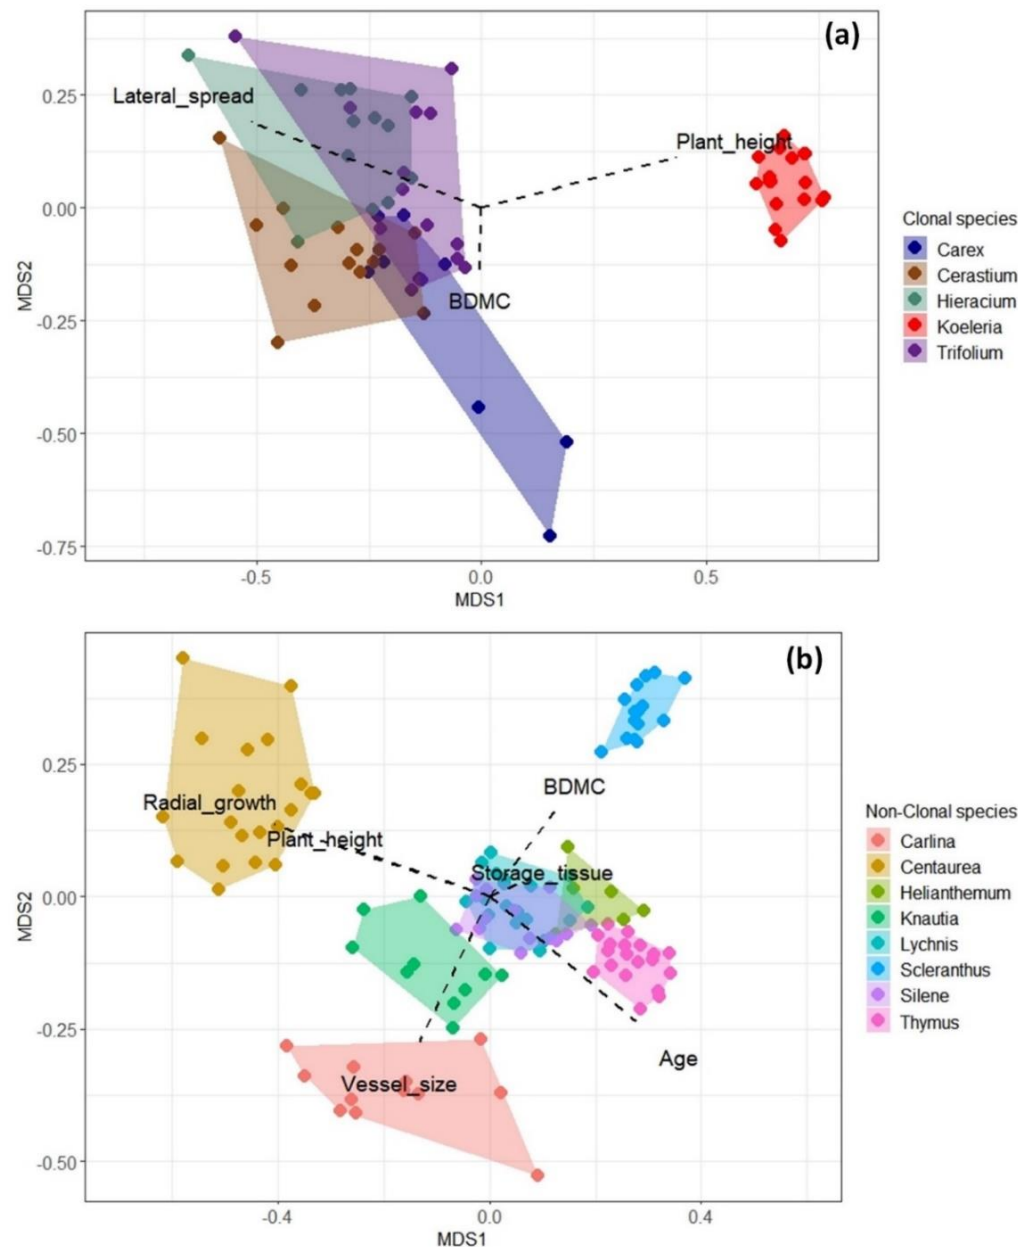 (a)
Lateral_spread
Plant_height
BDMC
0.25
0.00
-0.25
-0.50
-0.75
MDS2
-0.5
0.0
0.5
MDS1
Clonal species
Carex
Cerastium
Hieracium
Koeleria
Trifolium
(b)
BDMC
Radial_growth
Plant_height
Storage_tissue
Age
Vessel_size
0.25
0.00
-0.25
-0.50
MDS2
-0.4
0.0
0.4
MDS1
Non-Clonal species
Carlina
Centaurea
Helianthemum
Knautia
Lychnis
Scleranthus
Silene
Thymus